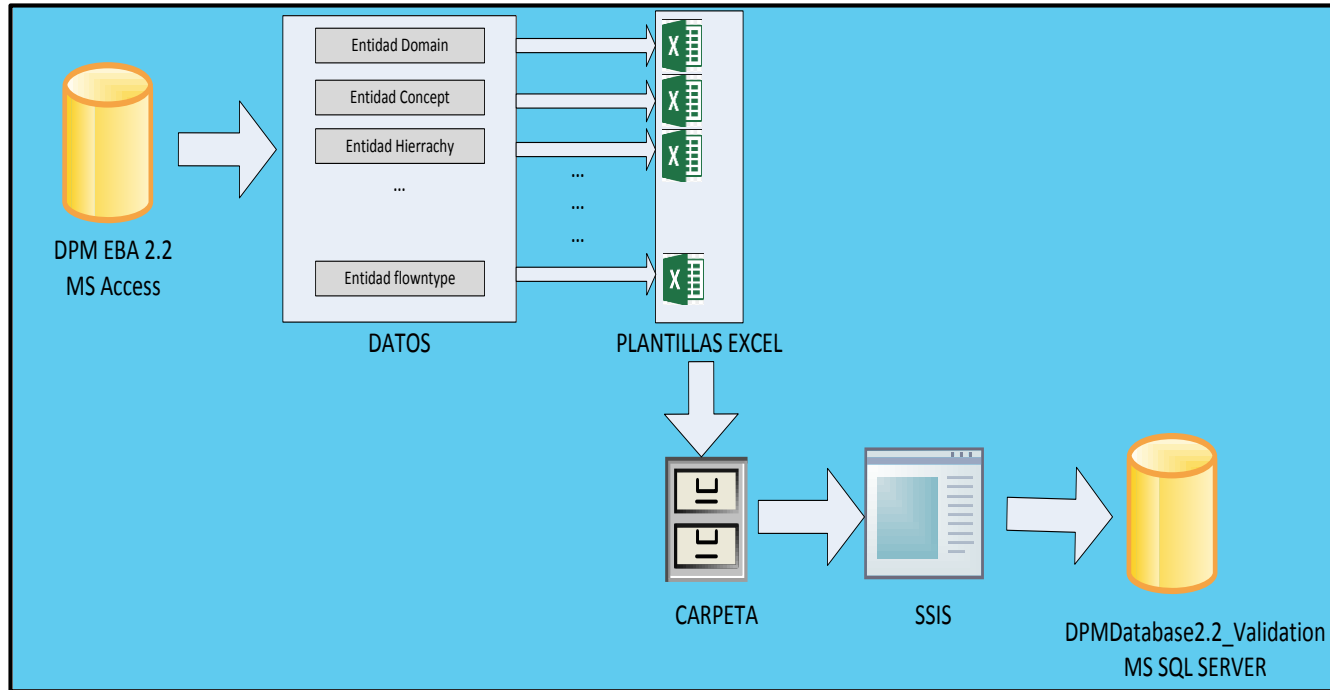 Entidad Domain
Entidad Concept
Entidad Hierrachy
...
...
...
...
Entidad flowntype
DPM EBA 2.2
MS Access
DATOS
PLANTILLAS EXCEL
CARPETA
SSIS
DPMDatabase2.2_Validation
MS SQL SERVER